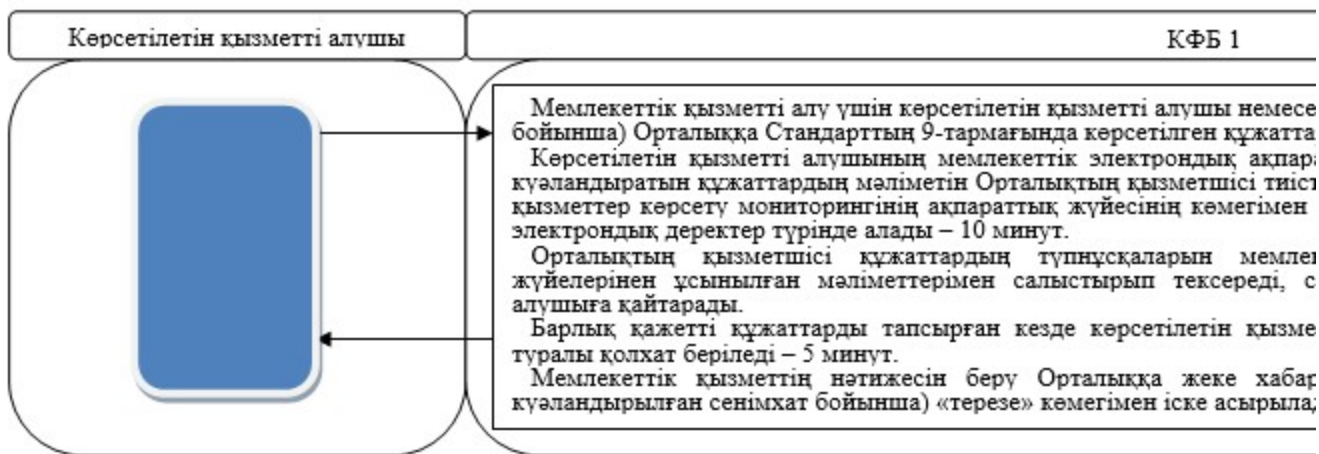 Көрсетілетін қызметті алушы
КФБ 1
Мемлекеттік қызметті алу үшін көрсетілетін қызметті алушы немесе
бойынша) Орталыққа Стандарттың 9-тармағында көрсетілген құжатта
Көрсетілетін қызметті алушының мемлекеттік электрондық ақпара
куәландыратын құжаттардың мәліметін Орталықтың қызметшісі тиіст
қызметтер көрсету мониторингінің ақпараттық жүйесінің көмегімен
электрондық деректер түрінде алады – 10 минут.
Орталықтың қызметшісі құжаттардың түпнұсқаларын мемлек
жүйелерінен ұсынылған мәліметтерімен салыстырып тексереді, с
алушыға қайтарады.
Барлық қажетті құжаттарды тапсырған кезде көрсетілетін қызме
туралы қолхат беріледі – 5 минут.
Мемлекеттік қызметтің нәтижесін беру Орталыққа жеке хабар
куәландырылған сенімхат бойынша) «терезе» көмегімен іске асырылад